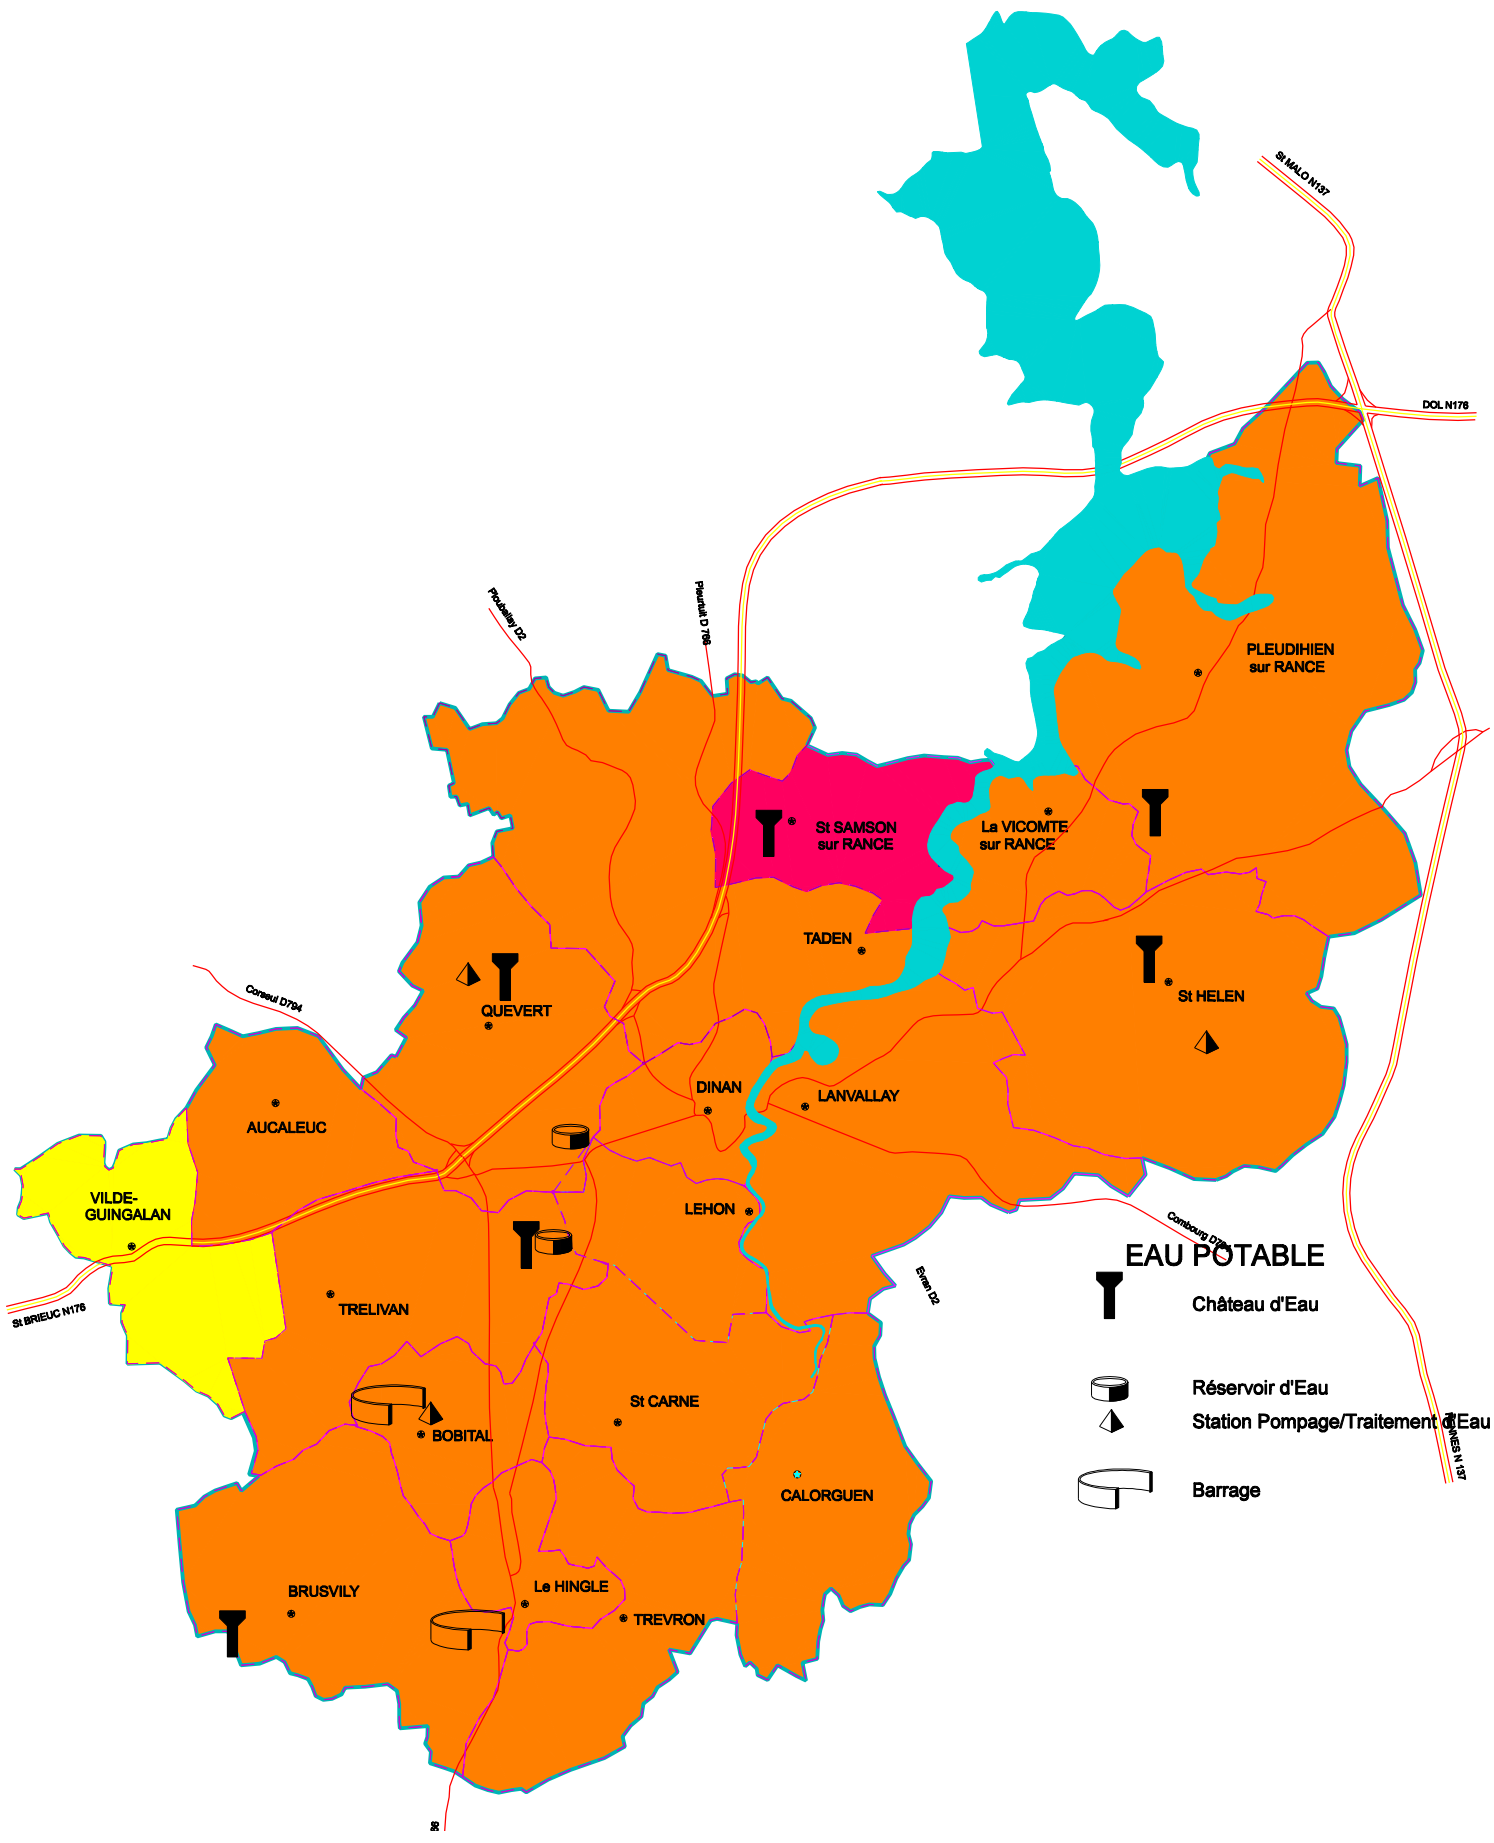 St MALO N137
DOL N176
Ploubalay D2
Pleurtuit D 766
PLEUDIHIEN
sur RANCE
St SAMSON
sur RANCE
La VICOMTE
sur RANCE
TADEN
St HELEN
Corseul D794
QUEVERT
DINAN
LANVALLAY
AUCALEUC
VILDE-
GUINGALAN
LEHON
Combourg D794
EAU POTABLE
Evran D2
Château d'Eau
St BRIEUC N176
TRELIVAN
Réservoir d'Eau
St CARNE
Station Pompage/Traitement d'Eau
BOBITAL
RENNES N 137
Barrage
CALORGUEN
BRUSVILY
Le HINGLE
TREVRON